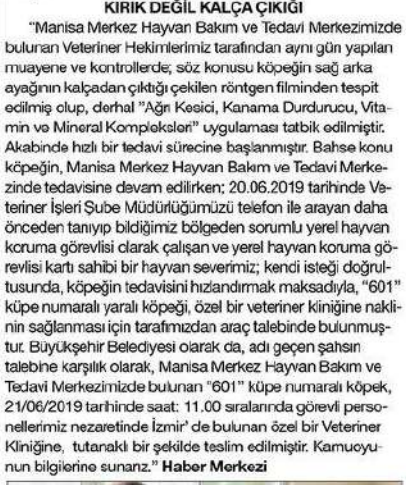 KIRIK DEĞİL KALÇA ÇIKIĞI
"Manisa Merkez Hayvan Bakım ve Tedavi Merkezimizde
bulunan Veteriner Hekimlerimiz tarafından aynı gün yapılan
muayene ve kontrollerde; söz konusu köpeğin sağ arka
ayağının kalçadan çıktığı çekilen röntgen filminden tespit
edilmiş olup, derhal "Ağrı Kesici, Kanama Durdurucu, Vita-
min ve Mineral Kompleksleri" uygulaması tatbik edilmiştir.
Akabinde hızlı bir tedavi sürecine başlanmıştır. Bahse konu
köpeğin, Manisa Merkez Hayvan Bakım ve Tedavi Merke-
zinde tedavisine devam edilirken; 20.06.2019 tarihinde Ve-
teriner İşleri Şube Müdürlüğümüzü telefon ile arayan daha
önceden tanıyıp bildiğimiz bölgeden sorumlu yerel hayvan
koruma görevlisi olarak çalışan ve yerel hayvan koruma gö-
revlisi kartı sahibi bir hayvan severimiz; kendi isteği doğrul-
tusunda, köpeğin tedavisini hızlandırmak maksadıyla, "601"
küpe numaralı yaralı köpeği, özel bir veteriner kliniğine nakli-
nin sağlanması için tarafımızdan araç talebinde bulunmuş-
tur. Büyükşehir Belediyesi olarak da, adı geçen şahsın
talebine karşılık olarak, Manisa Merkez Hayvan Bakım ve
Tedavi Merkezimizde bulunan "601" küpe numaralı köpek,
21/06/2019 tarihinde saat: 11.00 sıralarında görevli perso-
nellerimiz nezaretinde İzmir' de bulunan özel bir Veteriner
Kliniğine, tutanaklı bir şekilde teslim edilmiştir. Kamuoyu-
nun bilgilerine sunarız." Haber Merkezi